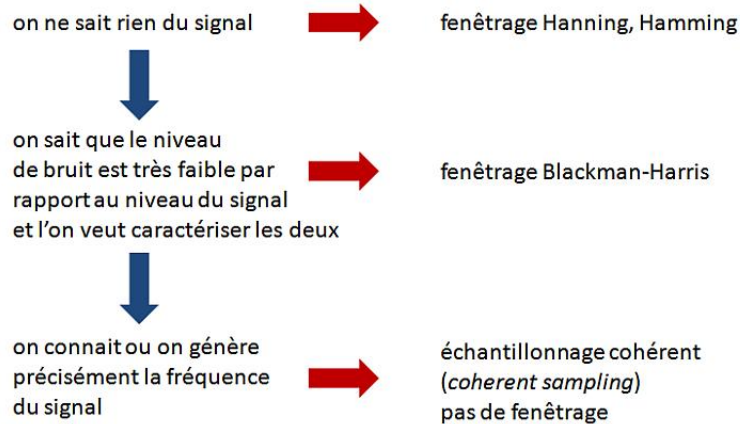 on ne sait rien du signal
fenêtrage Hanning, Hamming
on sait que le niveau
de bruit est très faible par
rapport au niveau du signal
et l'on veut caractériser les deux
fenêtrage Blackman-Harris
on connait ou on génère
précisément la fréquence
du signal
échantillonnage cohérent
(coherent sampling)
pas de fenêtrage